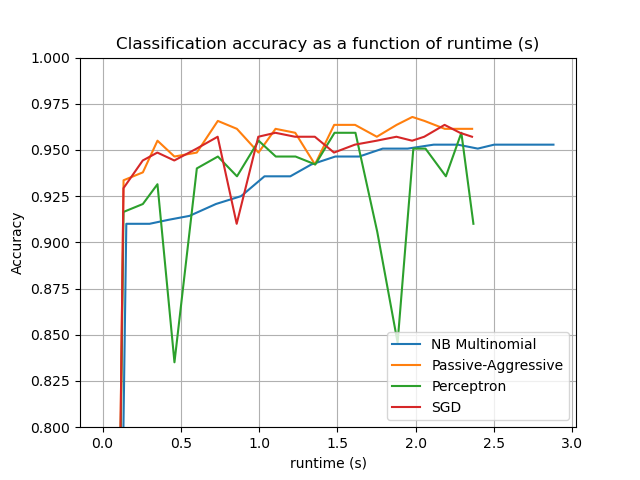 Classification accuracy as a function of runtime (s)
1.000
0.975
0.950
0.925
0.900
0.875
0.850
0.825
0.800
Accuracy
NB Multinomial
Passive-Aggressive
Perceptron
SGD
0.0 0.5 1.0 1.5 2.0 2.5 3.0
runtime (s)